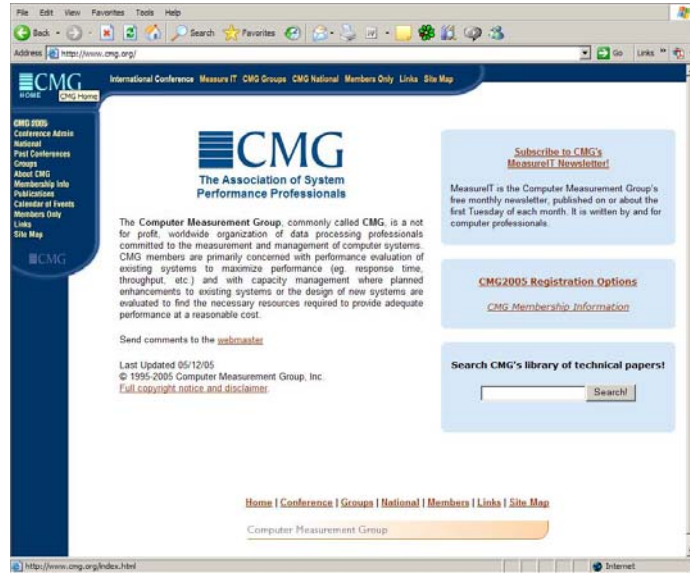 File Edit View Favorites Tools Help
Back Search Favorites
Address http://www.cmg.org/ Go Links »
CMG
HOME
CMG Home
International Conference Measure IT CMG Groups CMG National Members Only Links Site Map
CMG 2005
Conference Admin
National
Past Conferences
Groups
About CMG
Membership Info
Publications
Calendar of Events
Members Only
Links
Site Map
CMG
CMG
The Association of System
Performance Professionals
The Computer Measurement Group, commonly called CMG, is a not
for profit, worldwide organization of data processing professionals
committed to the measurement and management of computer systems.
CMG members are primarily concerned with performance evaluation of
existing systems to maximize performance (eg. response time,
throughput, etc.) and with capacity management where planned
enhancements to existing systems or the design of new systems are
evaluated to find the necessary resources required to provide adequate
performance at a reasonable cost.
Send comments to the webmaster
Last Updated 05/12/05
© 1995-2005 Computer Measurement Group, Inc.
Full copyright notice and disclaimer.
Subscribe to CMG's
MeasureIT Newsletter!
MeasureIT is the Computer Measurement Group's
free monthly newsletter, published on or about the
first Tuesday of each month. It is written by and for
computer professionals.
CMG2005 Registration Options
CMG Membership Information
Search CMG's library of technical papers!
Search!
Home | Conference | Groups | National | Members | Links | Site Map
Computer Measurement Group
http://www.cmg.org/index.html Internet